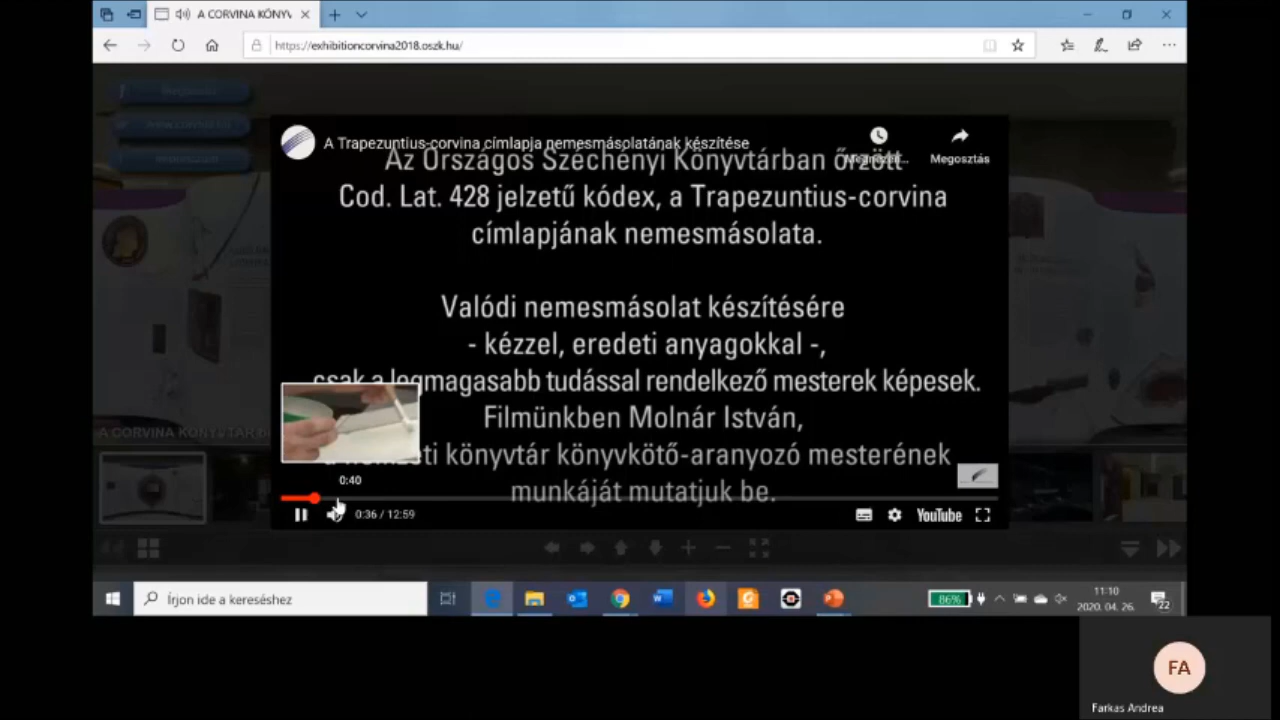 A CORVINA KÖNYV
https://exhibitioncorvina2018.oszk.hu/
A Trapezuntius-corvina címlapja nemesmásolatának készítése
Megosztás
Az Országos Széchényi Könyvtárban őrzött
Cod. Lat. 428 jelzetű kódex, a Trapezuntius-corvina
címlapjának nemesmásolata.
Valódi nemesmásolat készítésére
- kézzel, eredeti anyagokkal -,
csak a legmagasabb tudással rendelkező mesterek képesek.
Filmünkben Molnár István,
könyvtár könyvkötő-aranyozó mesterének
munkáját mutatjuk be.
A CORVINA KÖNYVTÁR
0:40
0:36 / 12:59
YouTube
Írjon ide a kereséshez
86%
11:10
2020. 04. 26.
22
FA
Farkas Andrea